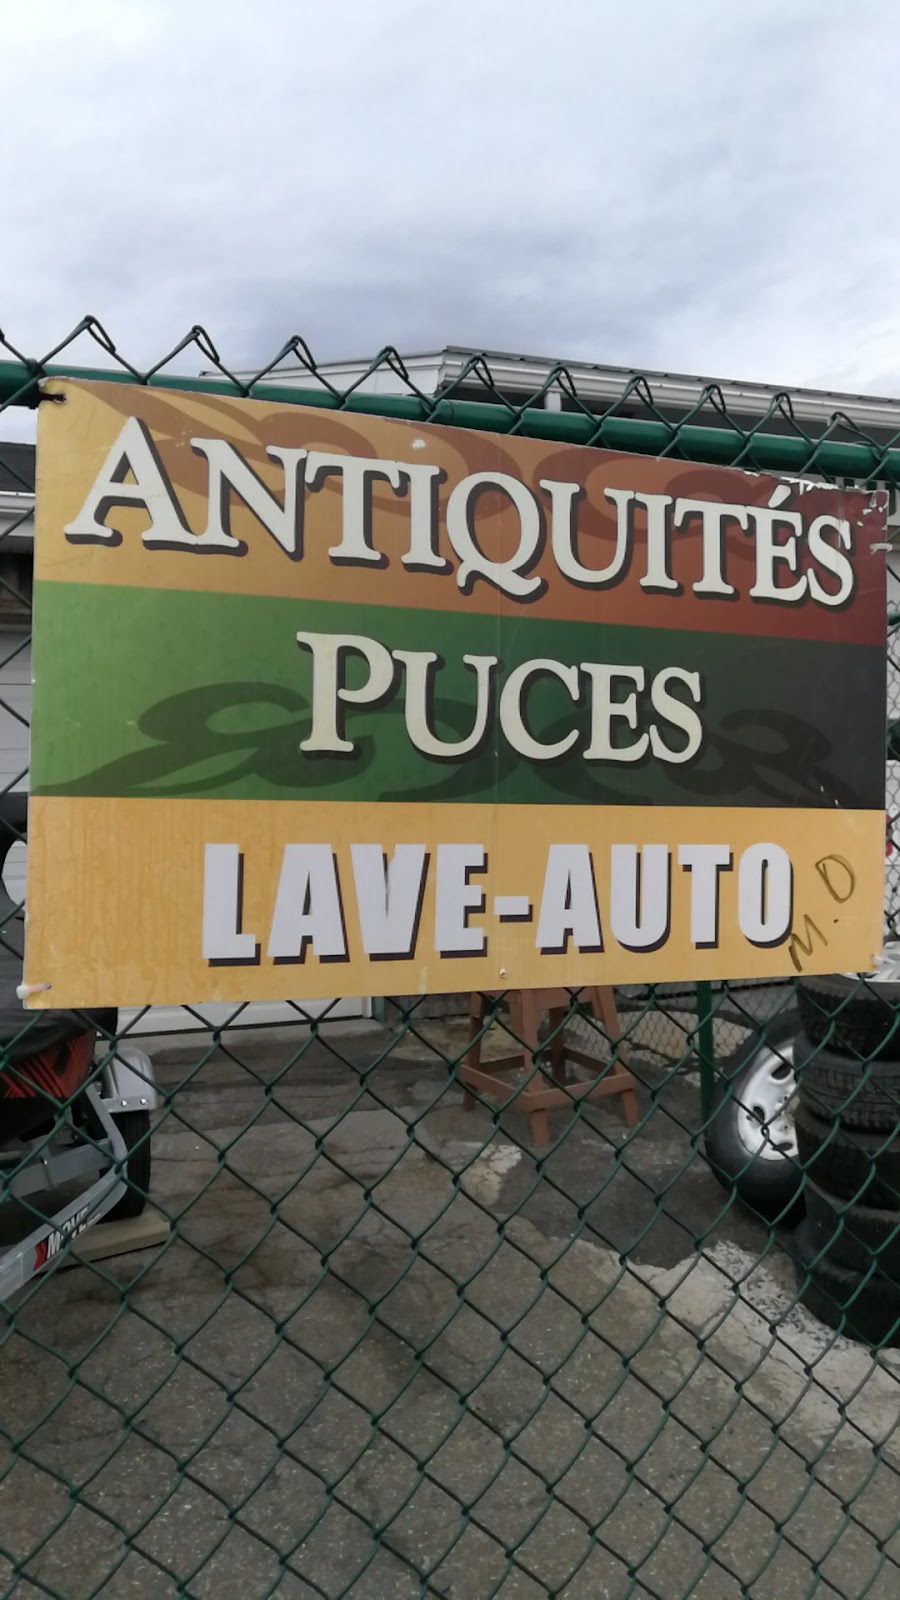 ANTIQUITÉS
PUCES
LAVE-AUTO
M.D